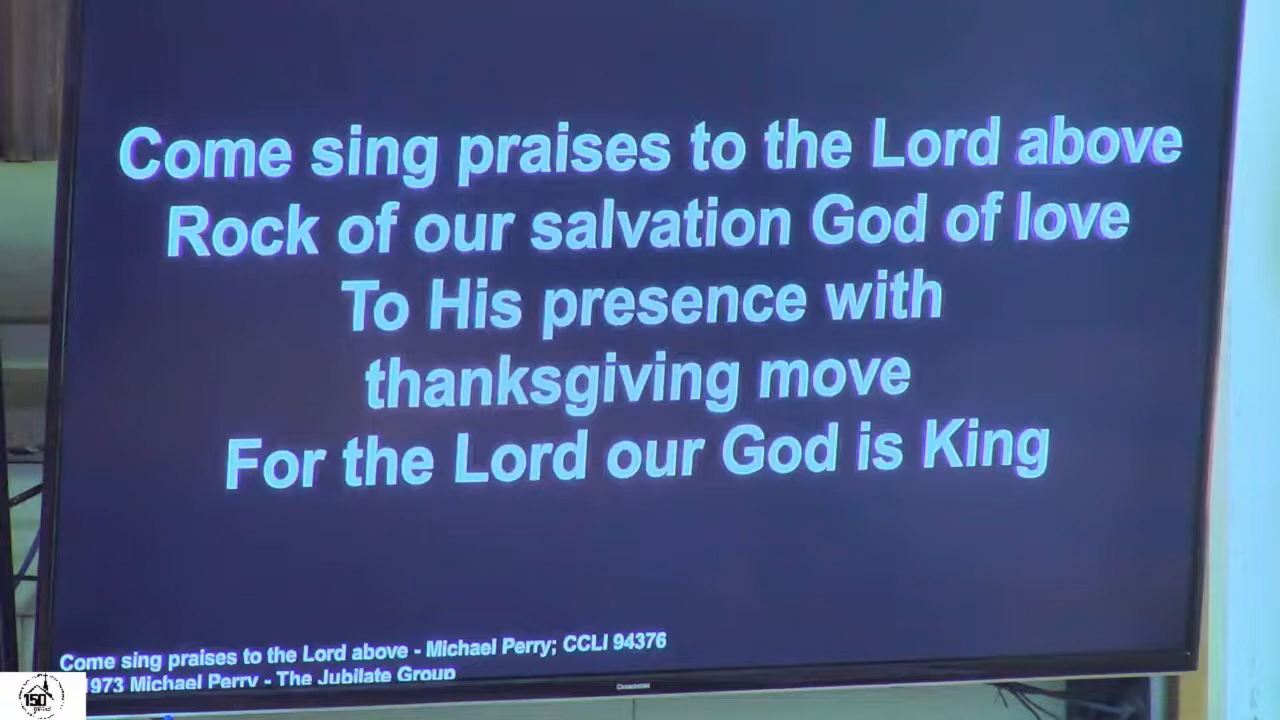 Come sing praises to the Lord above
Rock of our salvation God of love
To His presence with
thanksgiving move
For the Lord our God is King
Come sing praises to the Lord above - Michael Perry; CCLI 94376
1973 Michael Perry - The Jubilate Group
150